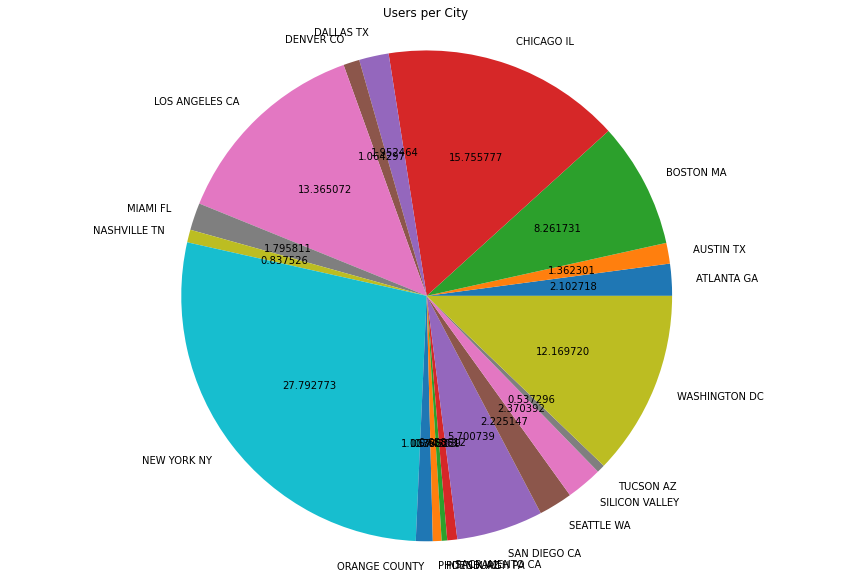 Users per City
DALLAS TX
DENVER CO
CHICAGO IL
LOS ANGELES CA
1.952464
1.064297
15.755777
BOSTON MA
13.365072
MIAMI FL
8.261731
NASHVILLE TN
1.795811
AUSTIN TX
0.837526
1.362301
ATLANTA GA
2.102718
12.169720
27.792773
WASHINGTON DC
0.537296
2.370392
2.225147
5.700739
NEW YORK NY
TUCSON AZ
SILICON VALLEY
SEATTLE WA
SAN DIEGO CA
ORANGE COUNTY
SACRAMENTO CA